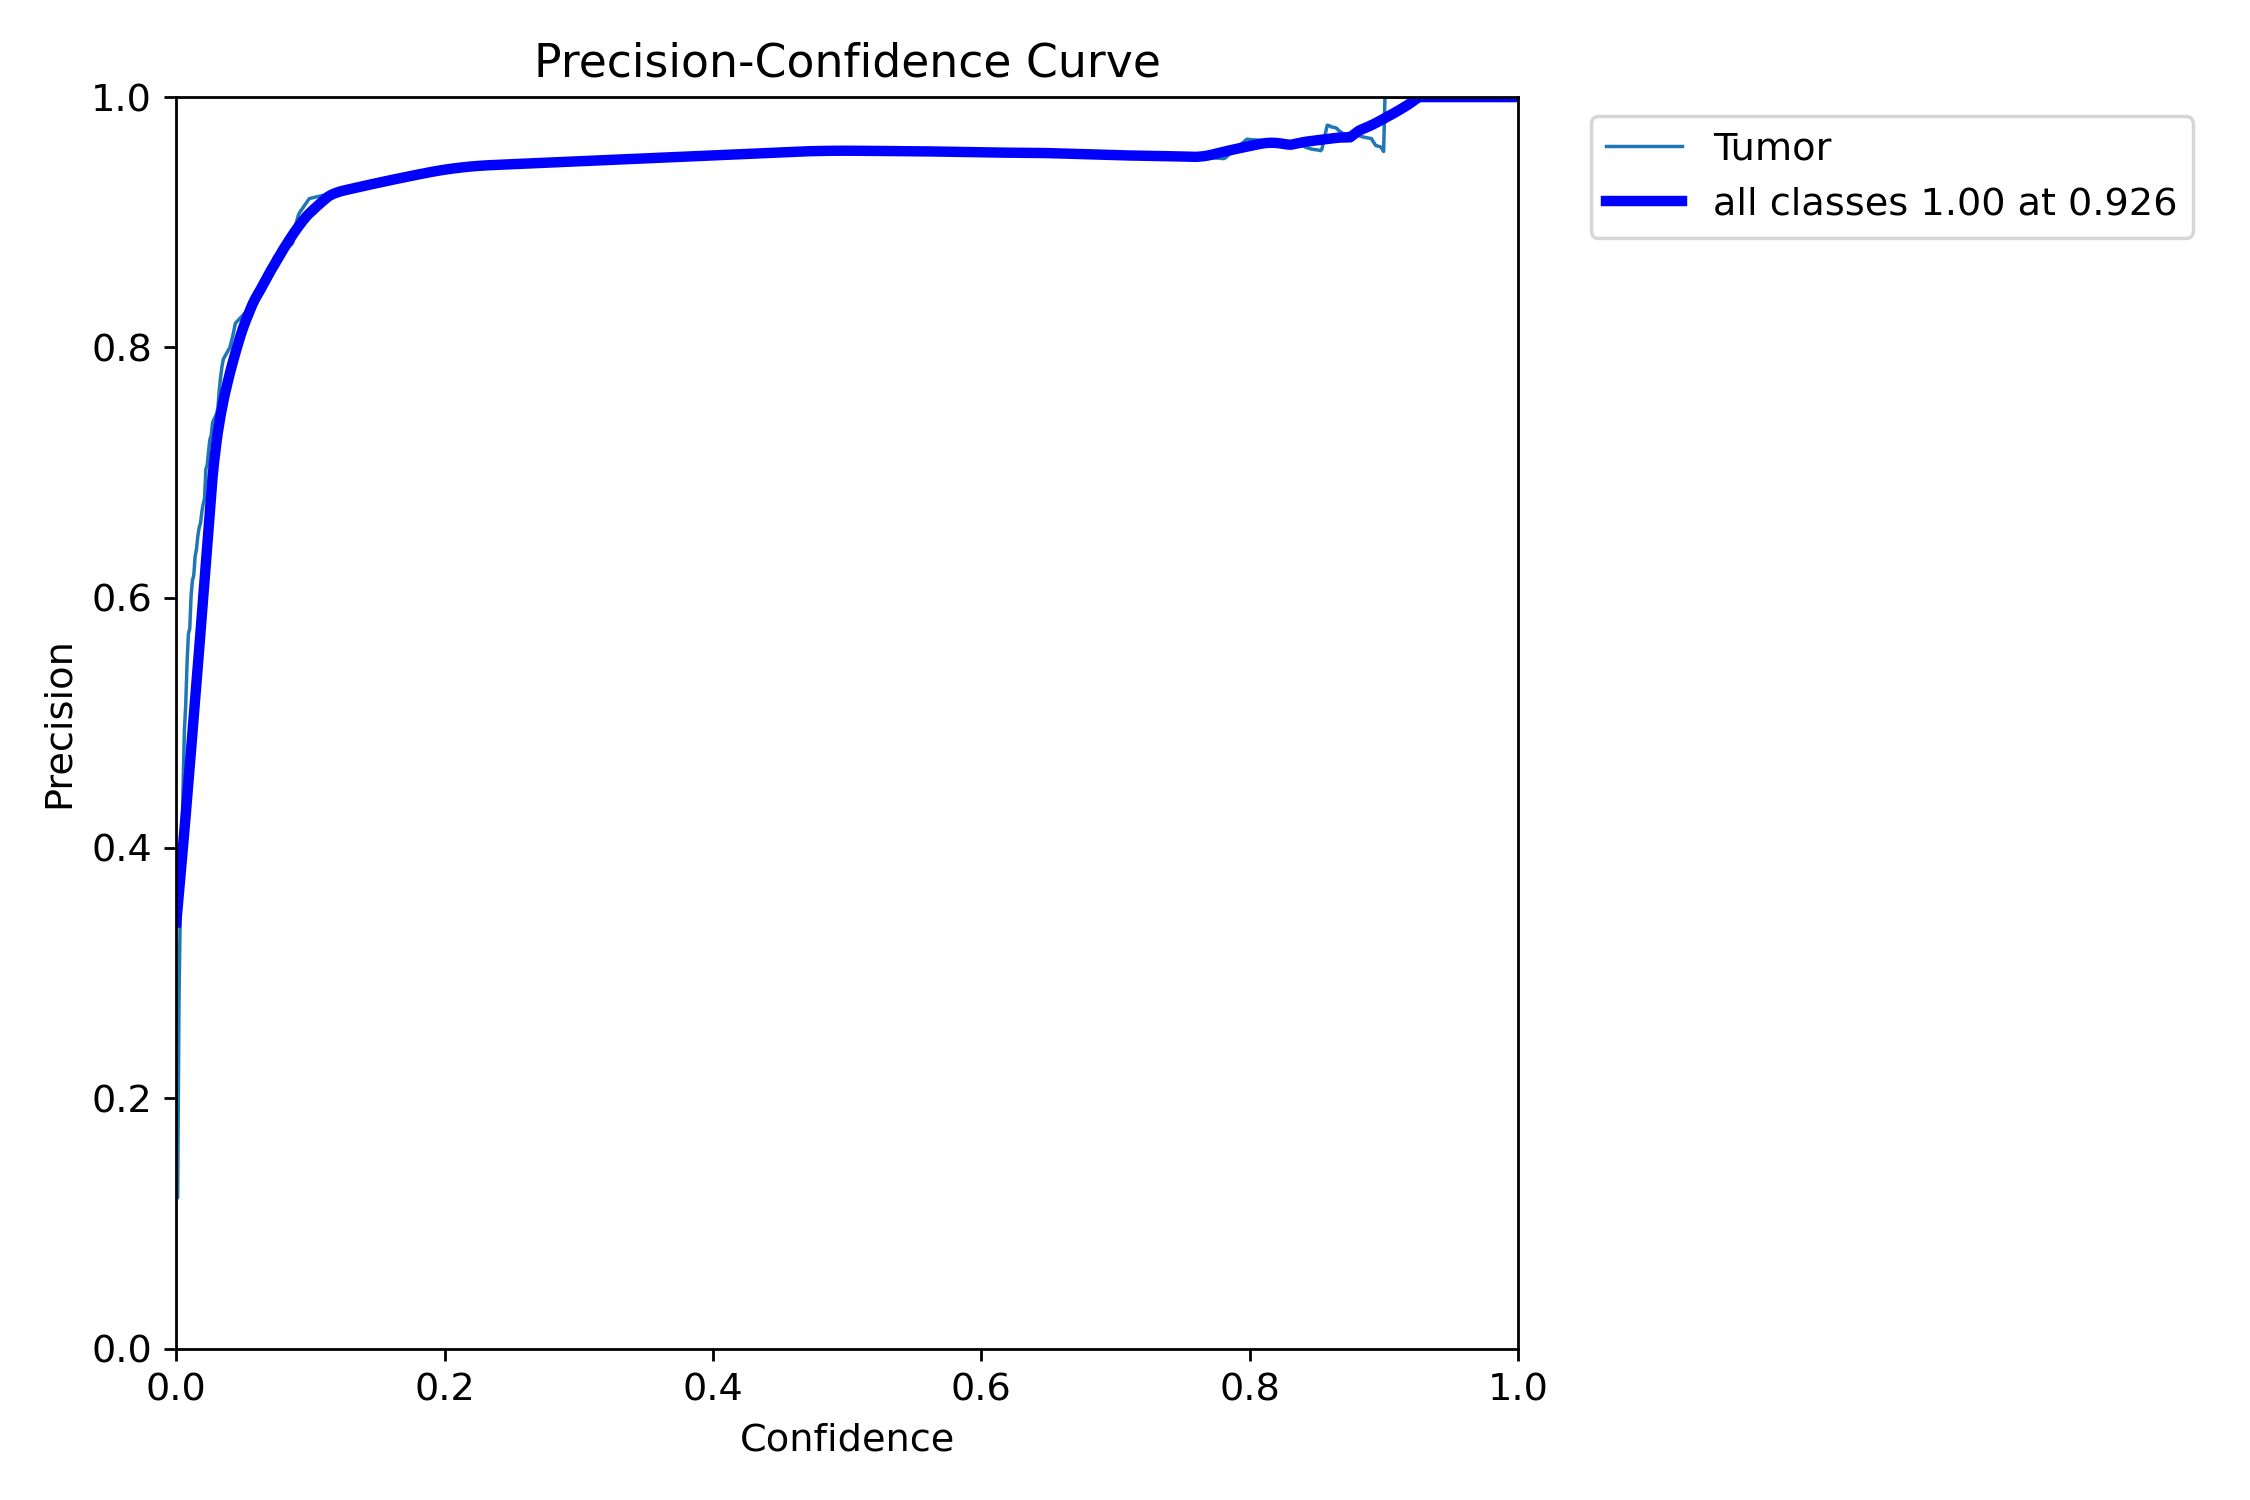 Precision-Confidence Curve
1.0
0.8
0.6
0.4
0.2
0.0
Precision
0.0 0.2 0.4 0.6 0.8 1.0
Confidence
Tumor
all classes 1.00 at 0.926